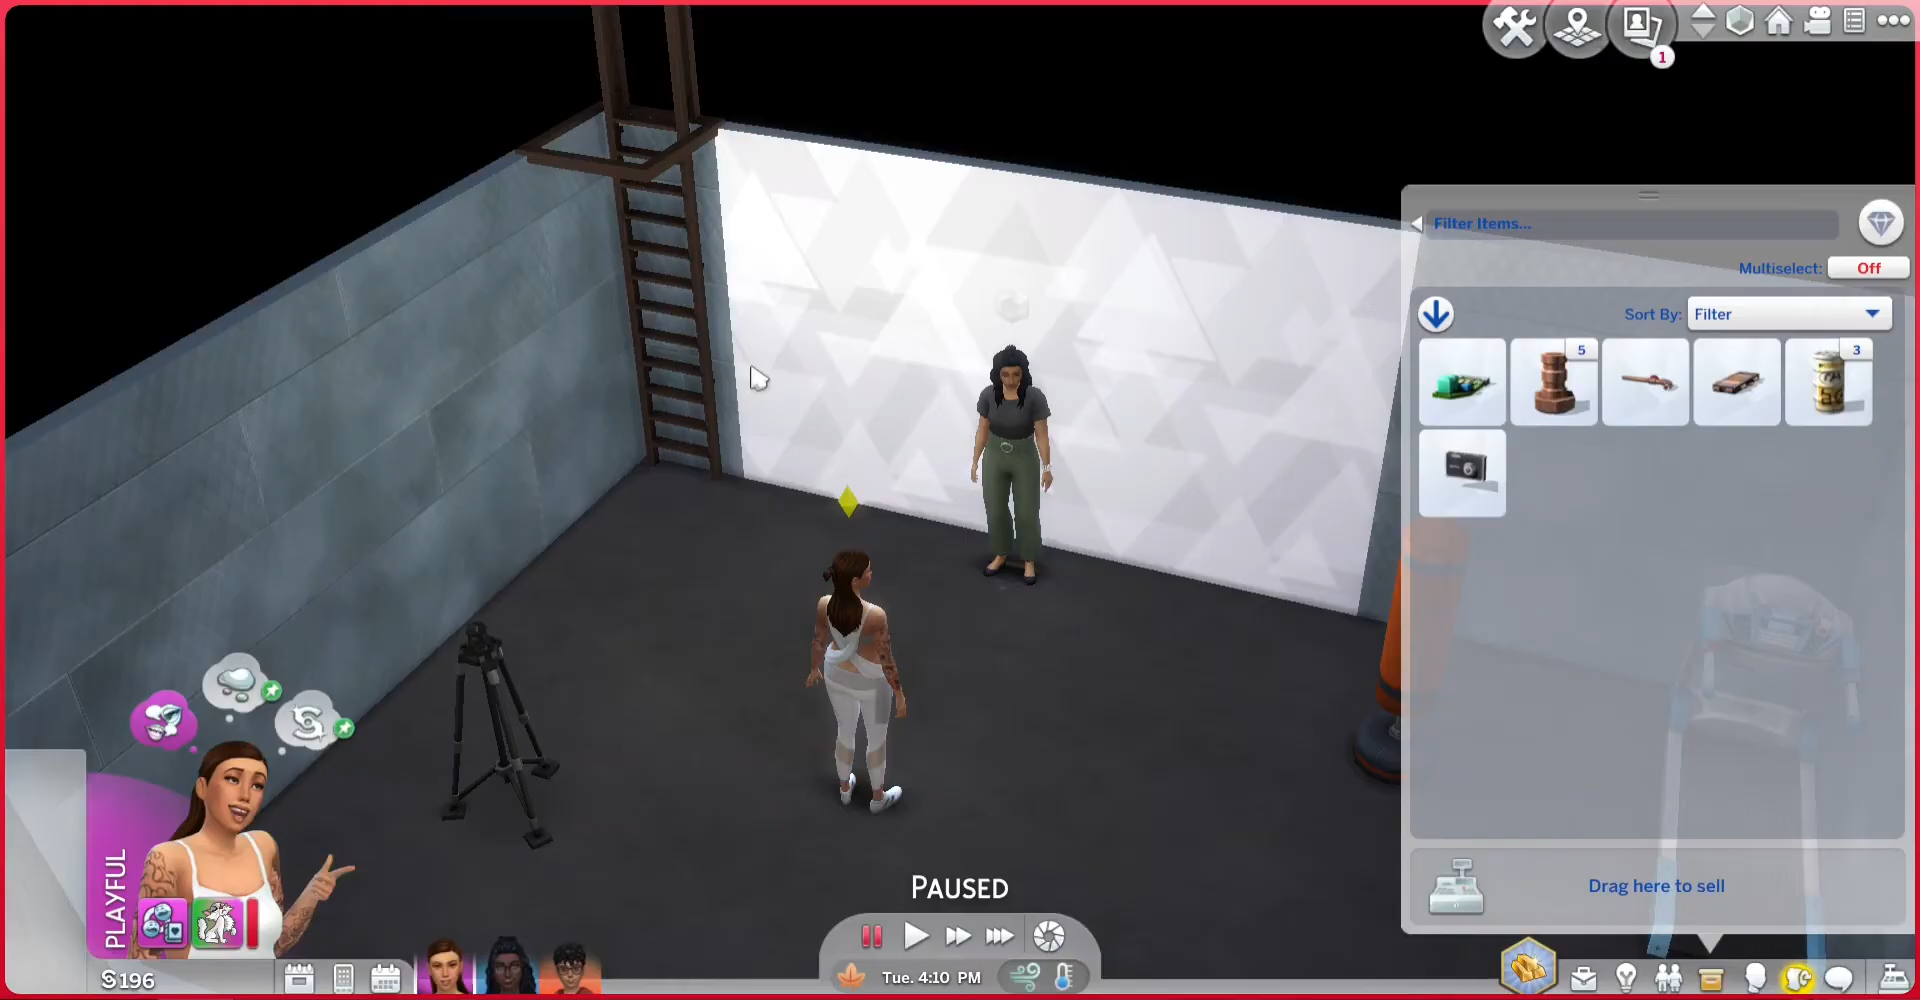 1
Filter Items...
Multiselect: Off
Sort By: Filter
5
3
Drag here to sell
PAUSED
PLAYFUL
§196
Tue. 4:10 PM